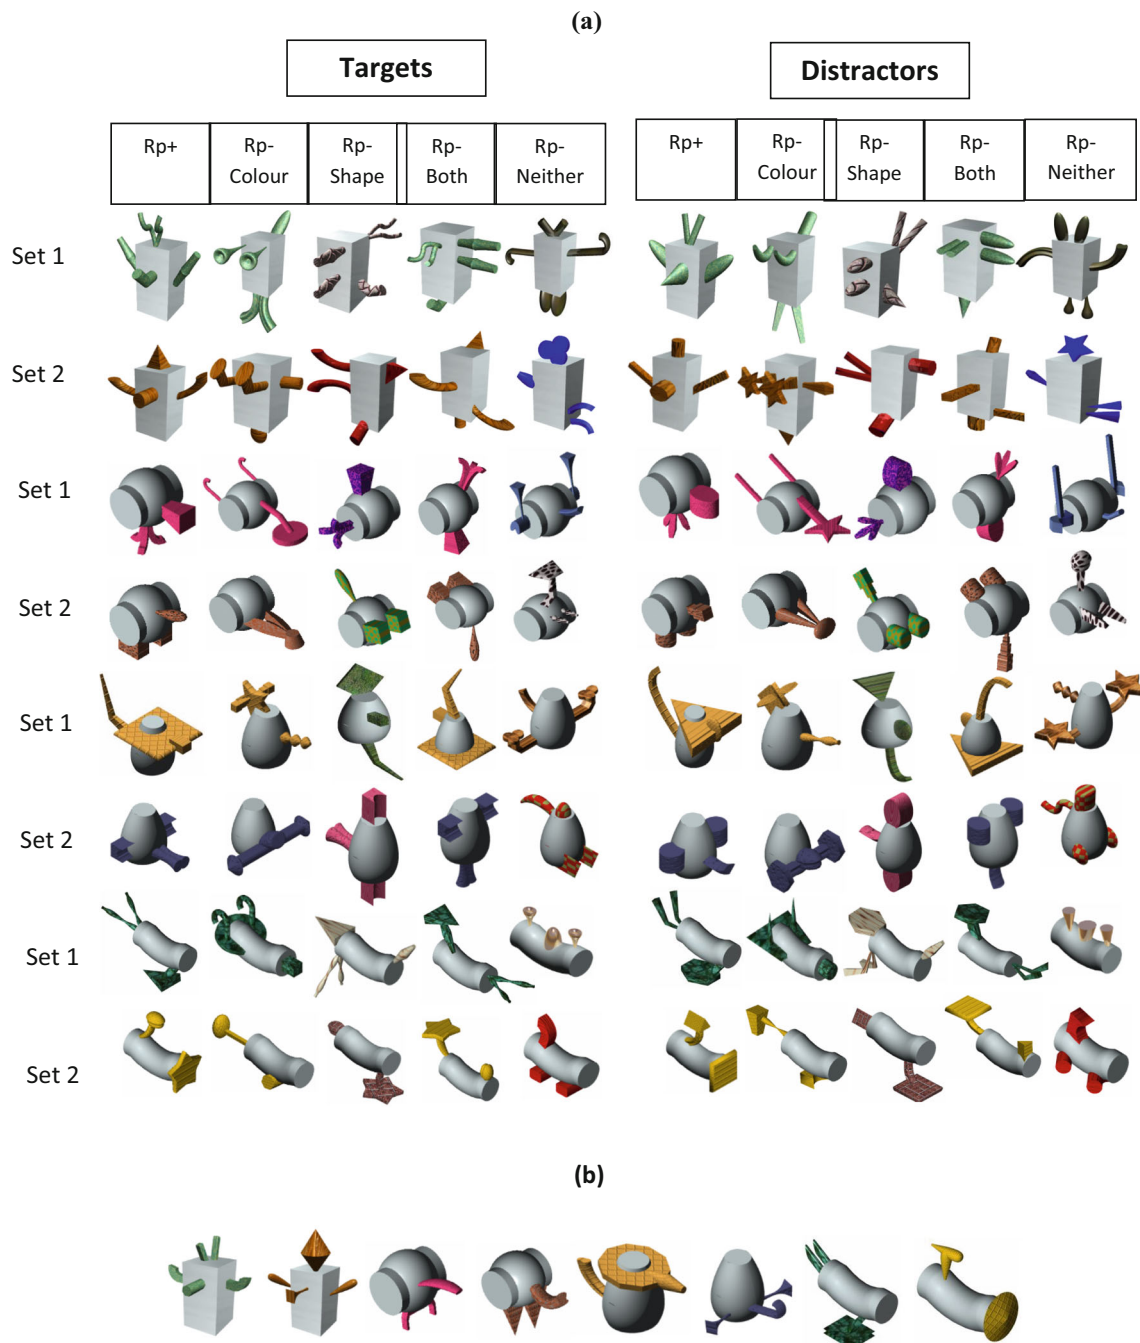 (a)
Targets Distractors
Rp+ Rp- Rp- Rp- Rp- Rp+ Rp- Rp- Rp- Rp-
Colour Shape Both Neither Colour Shape Both Neither
Set 1
Set 2
Set 1
Set 2
Set 1
Set 2
Set 1
Set 2
(b)